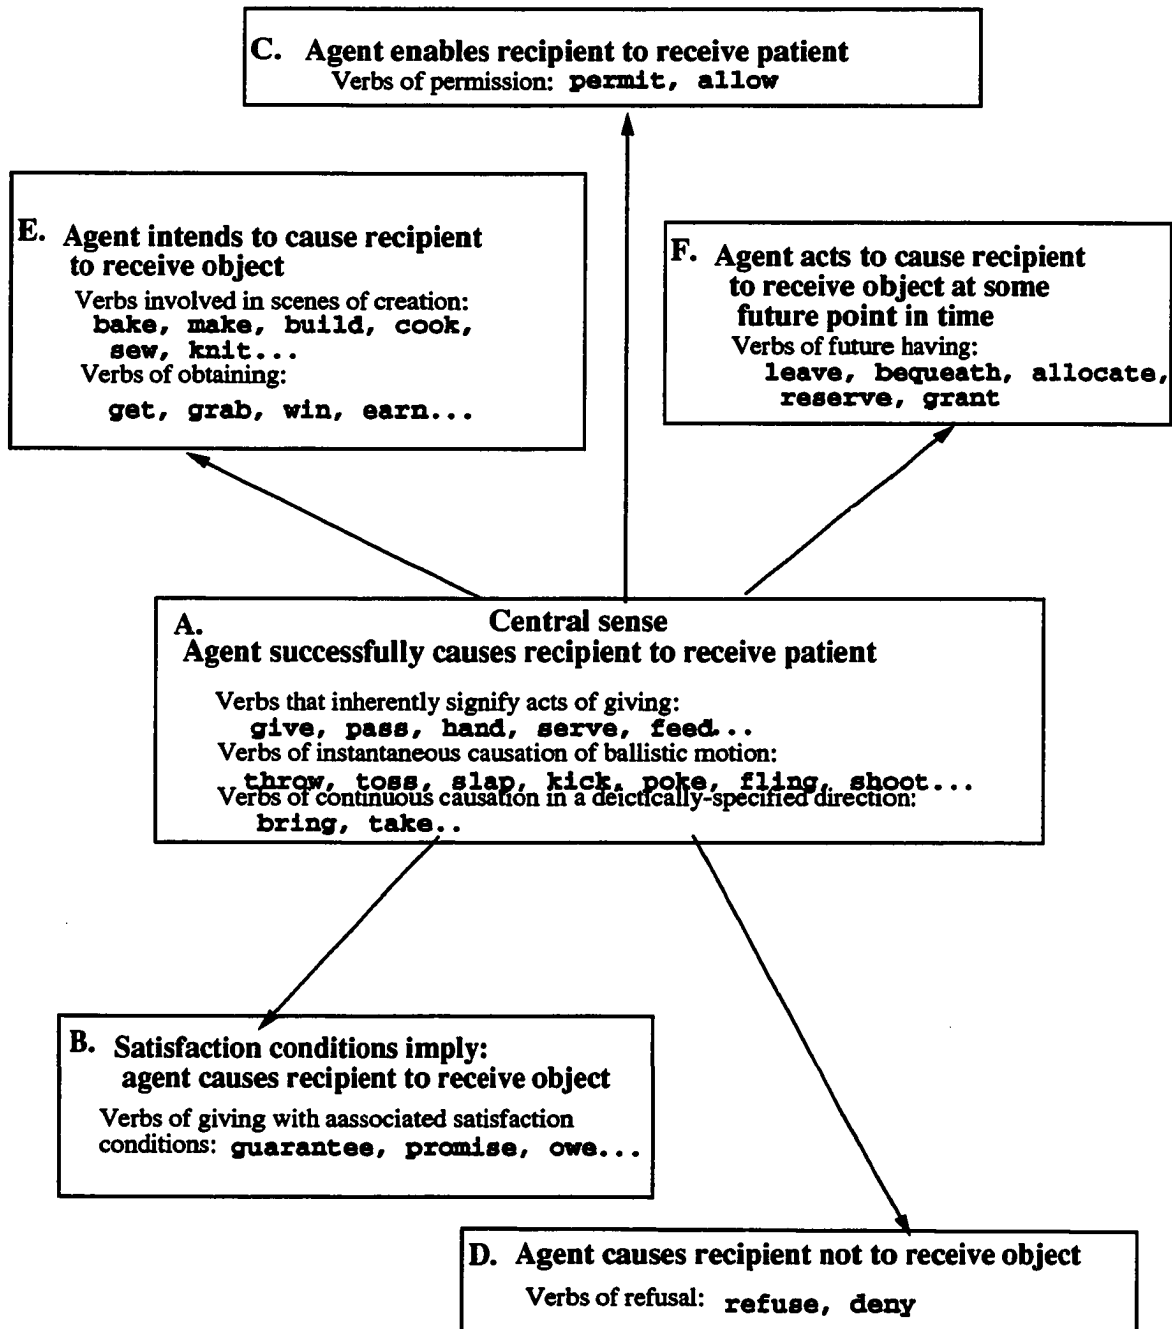 C. Agent enables recipient to receive patient
Verbs of permission: permit, allow
E. Agent intends to cause recipient
to receive object
Verbs involved in scenes of creation:
bake, make, build, cook,
sew, knit...
Verbs of obtaining:
get, grab, win, earn...
F. Agent acts to cause recipient
to receive object at some
future point in time
Verbs of future having:
leave, bequeath, allocate,
reserve, grant
A. Central sense
Agent successfully causes recipient to receive patient
Verbs that inherently signify acts of giving:
give, pass, hand, serve, feed...
Verbs of instantaneous causation of ballistic motion:
throw, toss, slap, kick, poke, fling, shoot...
Verbs of continuous causation in a deictically-specified direction:
bring, take..
B. Satisfaction conditions imply:
agent causes recipient to receive object
Verbs of giving with aassociated satisfaction
conditions: guarantee, promise, owe...
D. Agent causes recipient not to receive object
Verbs of refusal: refuse, deny